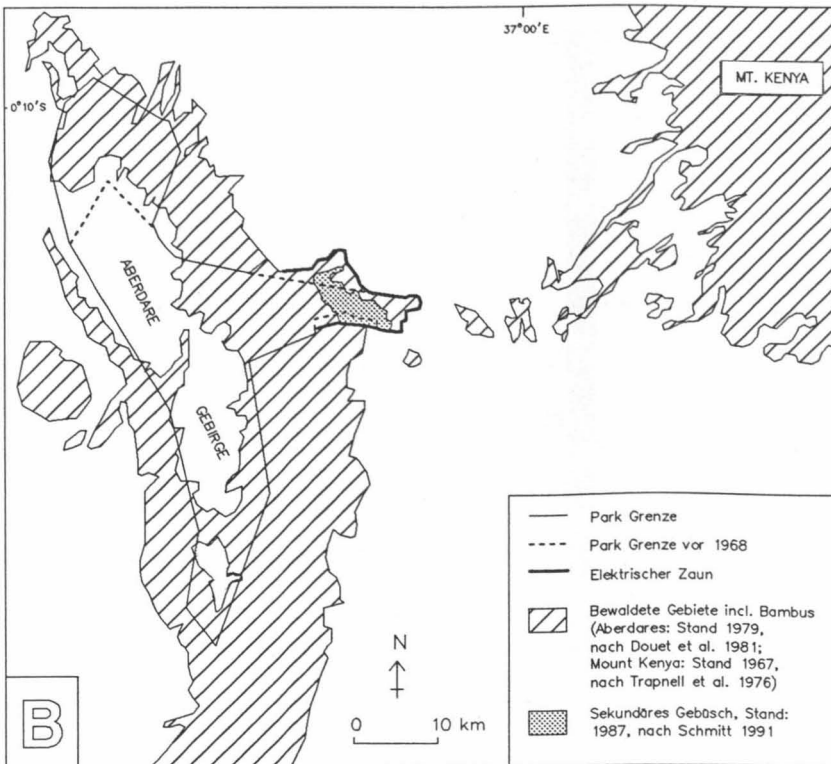 37°00'E
MT. KENYA
0°10'S
ABERDARE
GEBIRGE
Park Grenze
Park Grenze vor 1968
Elektrischer Zaun
Bewaldete Gebiete incl. Bambus
(Aberdares: Stand 1979,
nach Douet et al. 1981;
Mount Kenya: Stand 1967,
nach Trapnell et al. 1976)
Sekundäres Gebüsch, Stand:
1987, nach Schmitt 1991
N
0 10 km
B